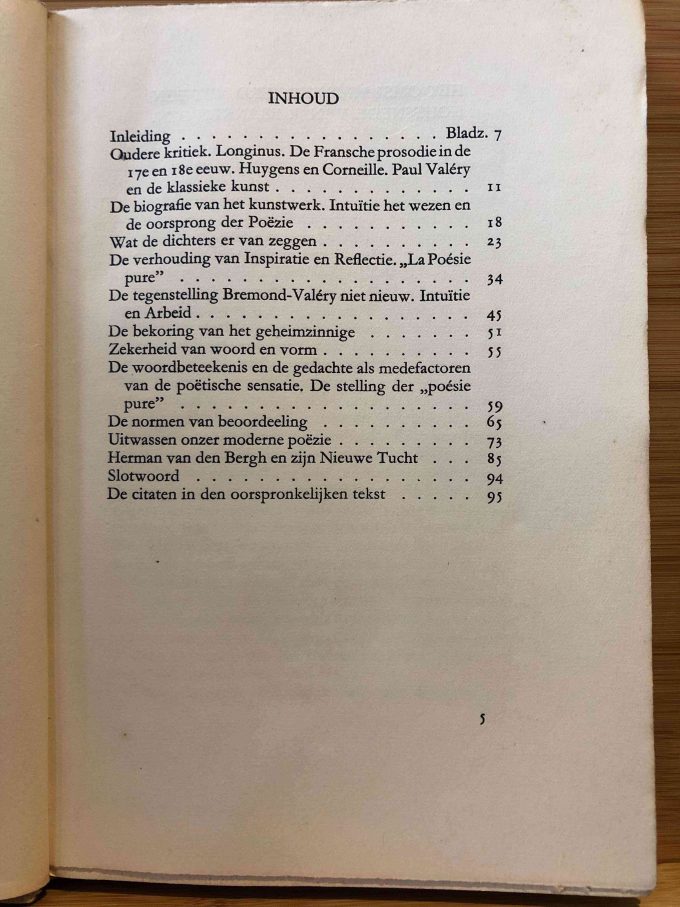 INHOUD
Inleiding . . . . . . . . . . . . . . . . . Bladz. 7
Oudere kritiek. Longinus. De Fransche prosodie in de
17e en 18e eeuw. Huygens en Corneille. Paul Valéry
en de klassieke kunst . . . . . . . . . . . . 11
De biografie van het kunstwerk. Intuïtie het wezen en
de oorsprong der Poëzie . . . . . . . . . . . 18
Wat de dichters er van zeggen . . . . . . . . . . 23
De verhouding van Inspiratie en Reflectie. „La Poésie
pure” . . . . . . . . . . . . . . . . . . 34
De tegenstelling Bremond-Valéry niet nieuw. Intuïtie
en Arbeid . . . . . . . . . . . . . . . . . 45
De bekoring van het geheimzinnige . . . . . . . . 51
Zekerheid van woord en vorm . . . . . . . . . . 55
De woordbeteekenis en de gedachte als medefactoren
van de poëtische sensatie. De stelling der „poésie
pure” . . . . . . . . . . . . . . . . . . 59
De normen van beoordeeling . . . . . . . . . . 65
Uitwassen onzer moderne poëzie . . . . . . . . . 73
Herman van den Bergh en zijn Nieuwe Tucht . . . 85
Slotwoord . . . . . . . . . . . . . . . . . 94
De citaten in den oorspronkelijken tekst . . . . . 95
5